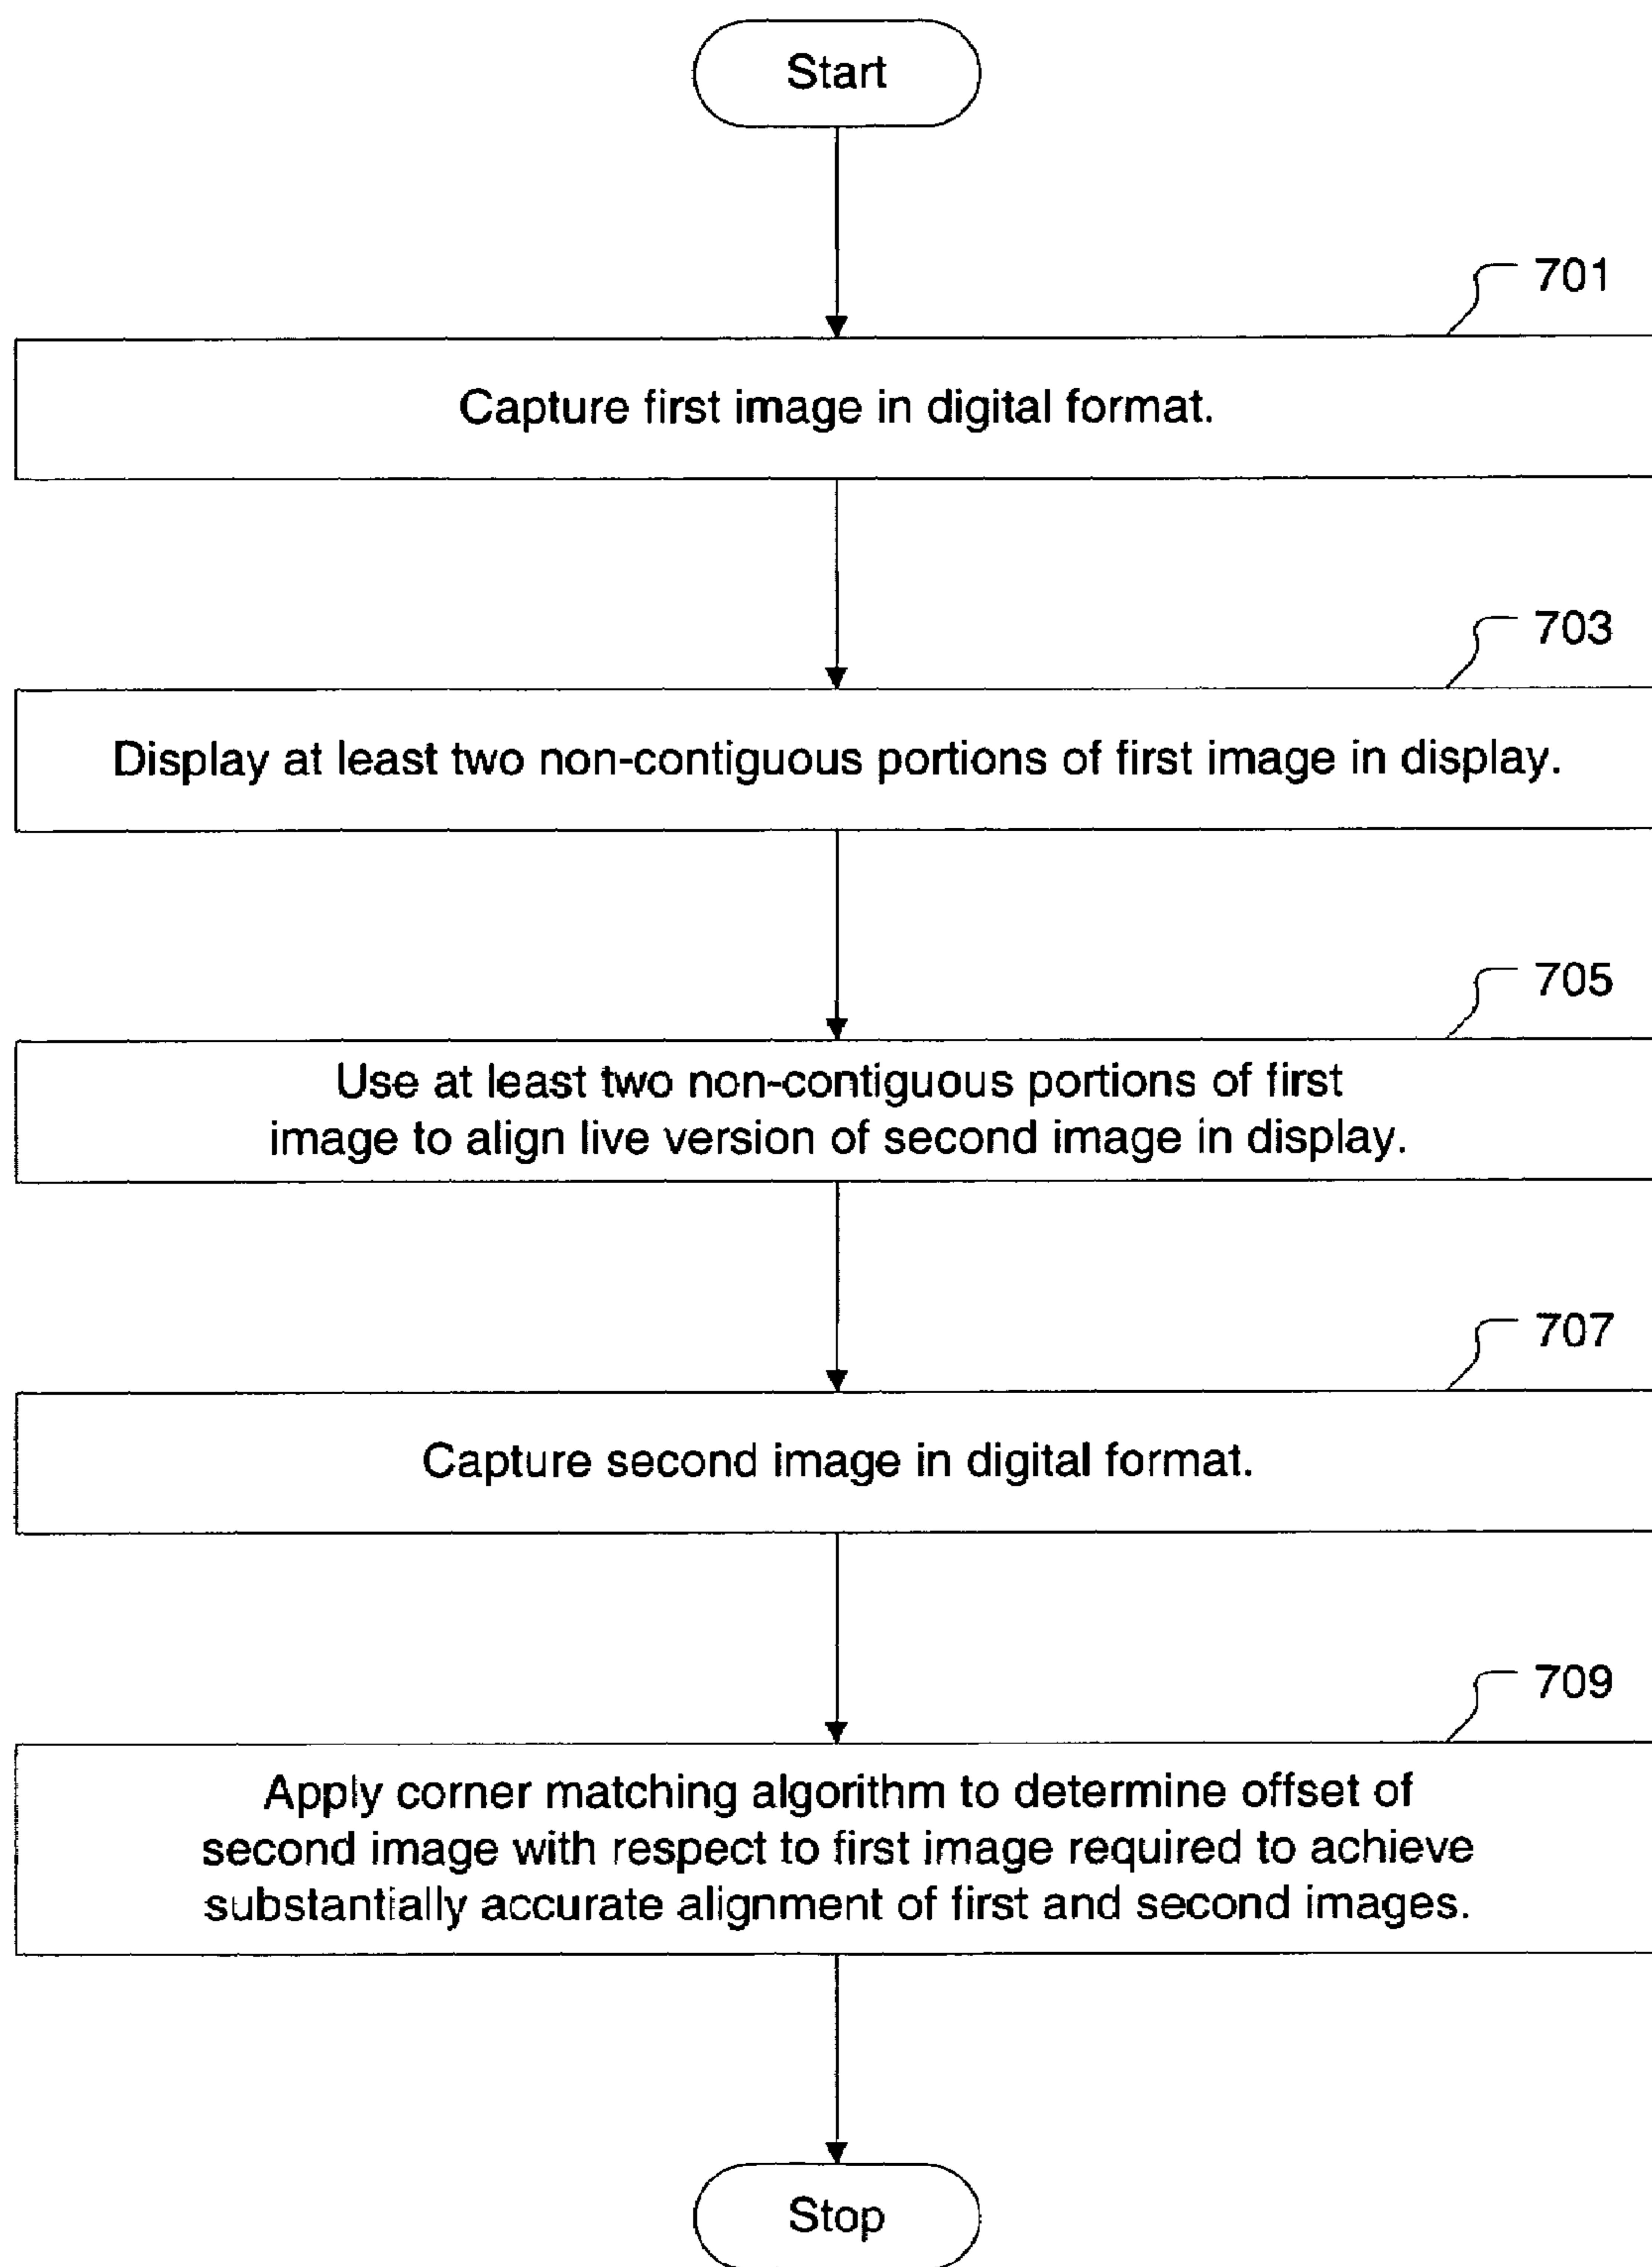 Start
701
Capture first image in digital format.
703
Display at least two non-contiguous portions of first image in display.
705
Use at least two non-contiguous portions of first
image to align live version of second image in display.
707
Capture second image in digital format.
709
Apply corner matching algorithm to determine offset of
second image with respect to first image required to achieve
substantially accurate alignment of first and second images.
Stop